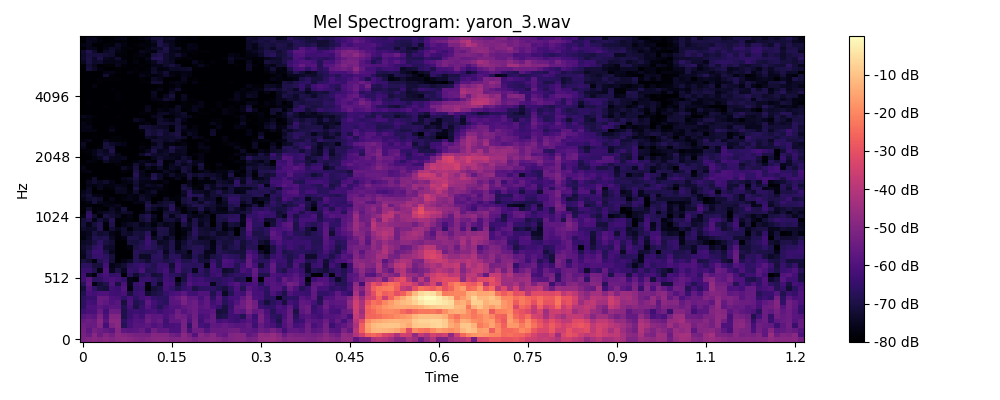 Mel Spectrogram: yaron_3.wav
Hz
4096
2048
1024
512
0
0 0.15 0.3 0.45 0.6 0.75 0.9 1.1 1.2
Time
-10 dB
-20 dB
-30 dB
-40 dB
-50 dB
-60 dB
-70 dB
-80 dB